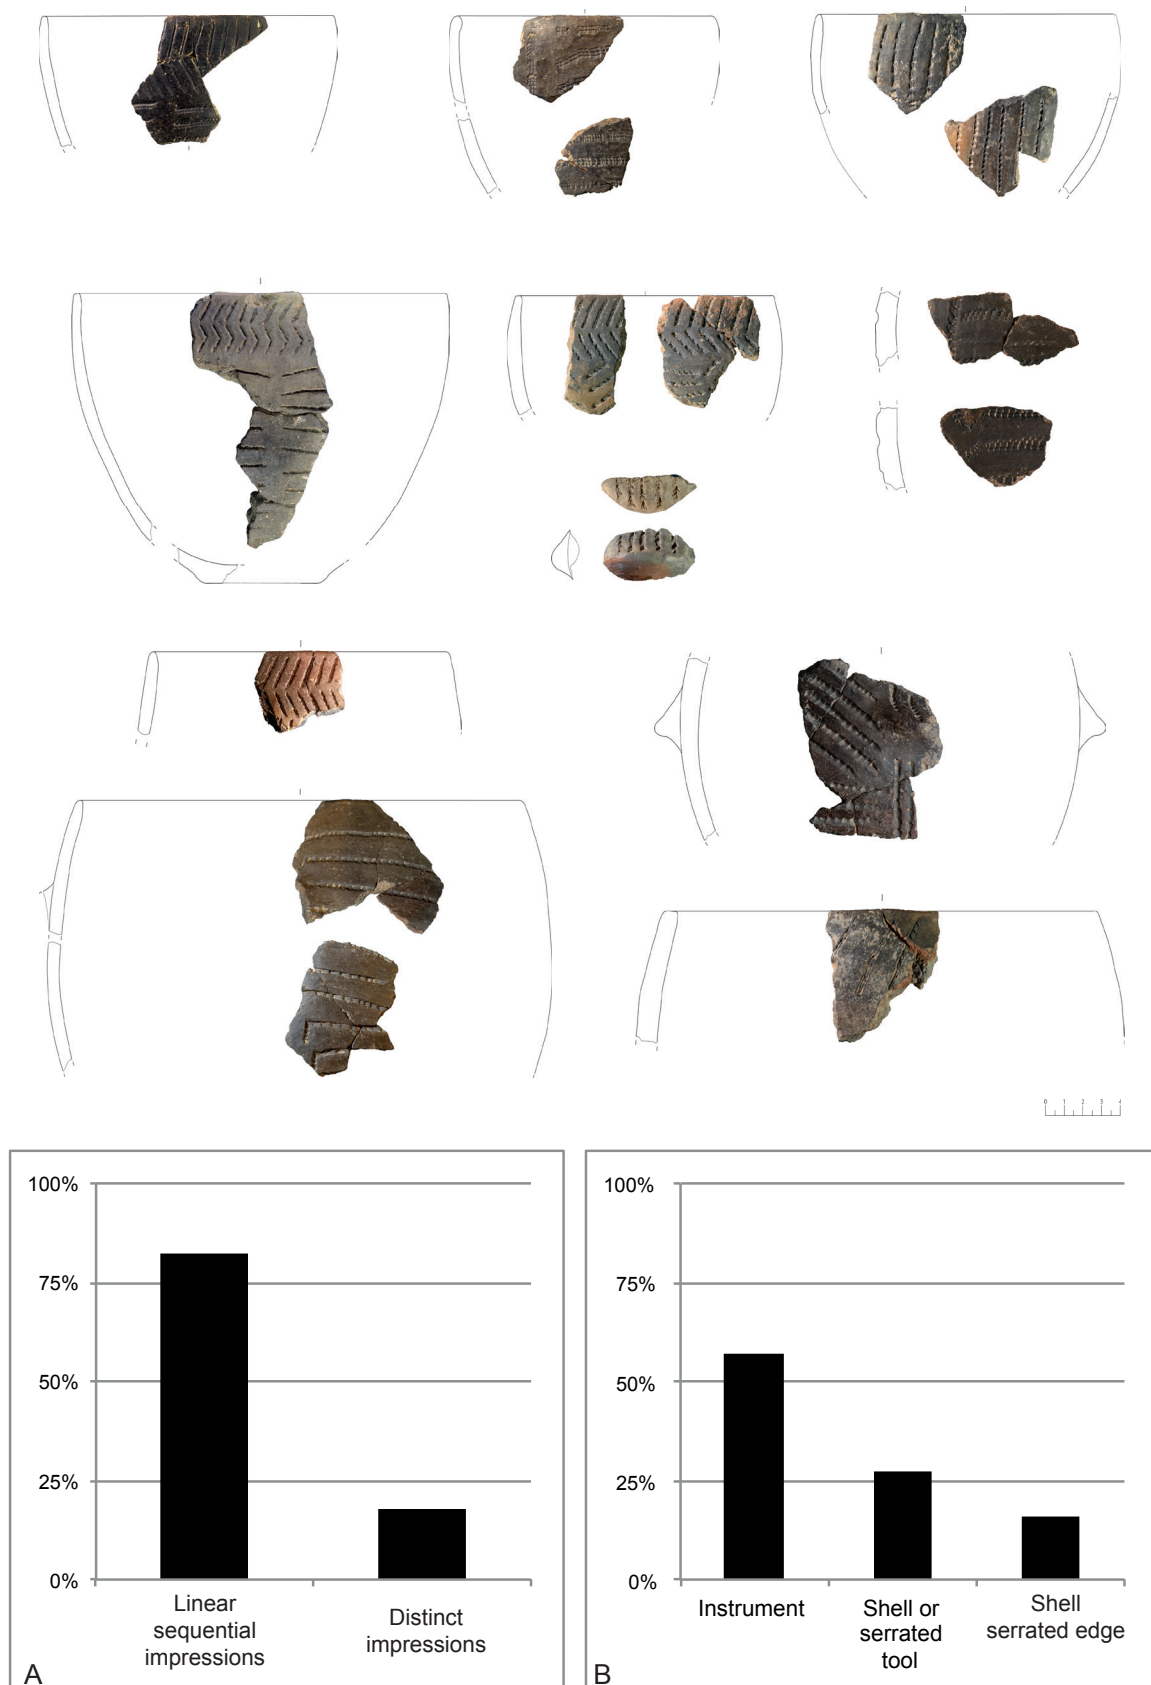 0 1 2 3 4
100%
75%
50%
25%
0%
Linear
sequential
impressions
Distinct
impressions
A
100%
75%
50%
25%
0%
Instrument
Shell or
serrated
tool
Shell
serrated edge
B